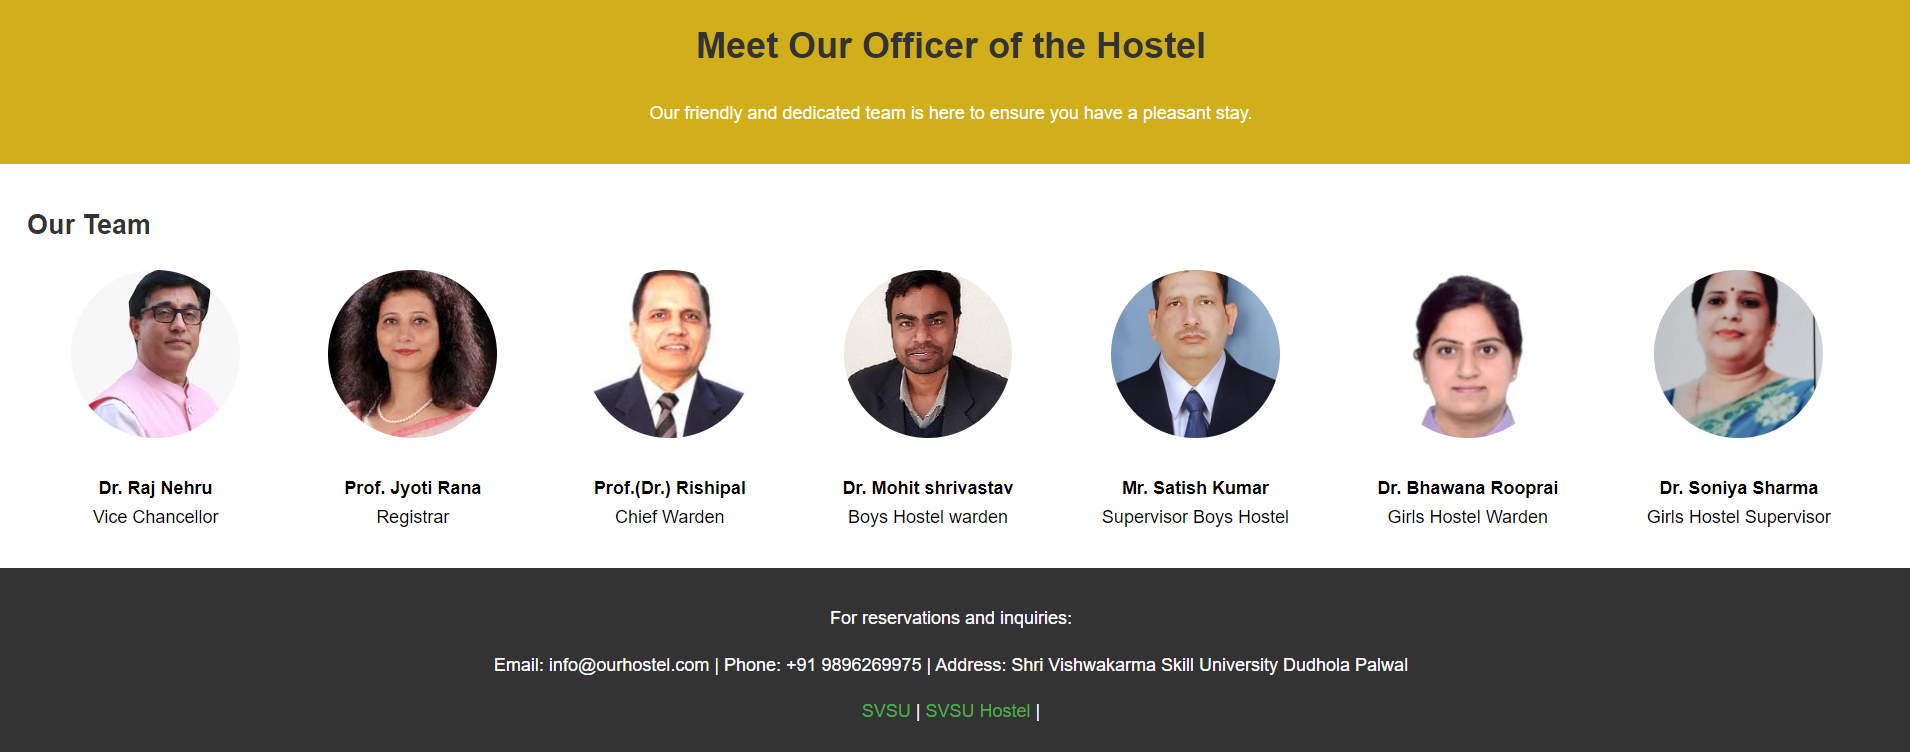 Meet Our Officer of the Hostel
Our friendly and dedicated team is here to ensure you have a pleasant stay.
Our Team
Dr. Raj Nehru
Vice Chancellor
Prof. Jyoti Rana
Registrar
Prof.(Dr.) Rishipal
Chief Warden
Dr. Mohit shrivastav
Boys Hostel warden
Mr. Satish Kumar
Supervisor Boys Hostel
Dr. Bhawana Rooprai
Girls Hostel Warden
Dr. Soniya Sharma
Girls Hostel Supervisor
For reservations and inquiries:
Email: info@ourhostel.com | Phone: +91 9896269975 | Address: Shri Vishwakarma Skill University Dudhola Palwal
SVSU | SVSU Hostel |